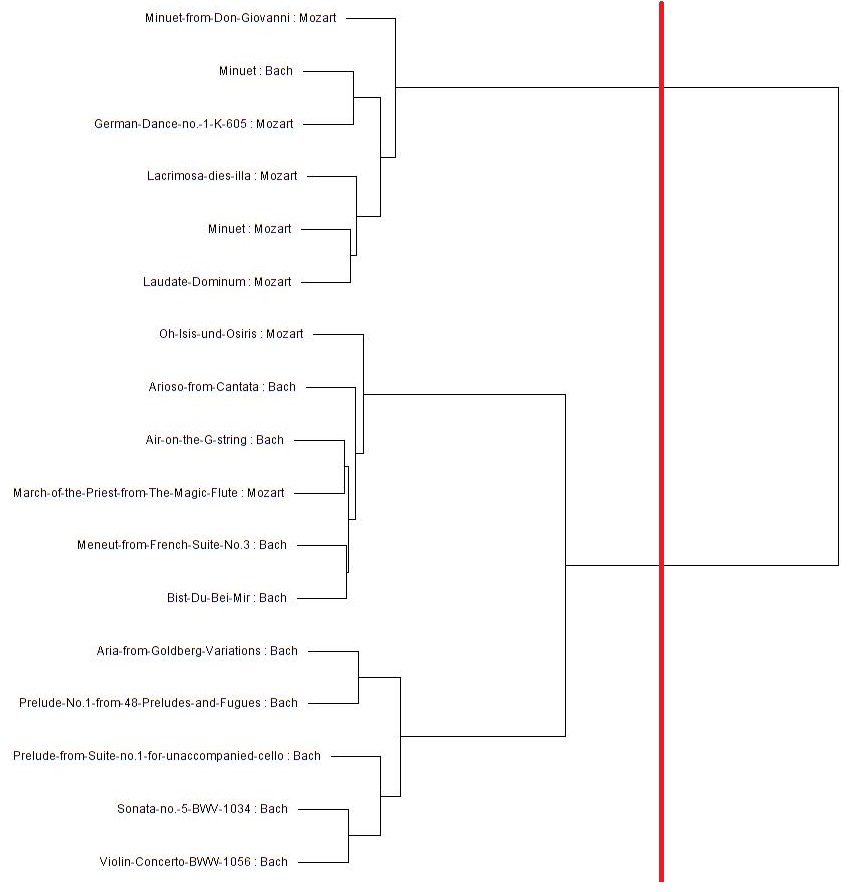 Minuet-from-Don-Giovanni : Mozart
Minuet : Bach
German-Dance-no.-1-K-605 : Mozart
Lacrimosa-dies-illa : Mozart
Minuet : Mozart
Laudate-Dominum : Mozart
Oh-Isis-und-Osiris : Mozart
Arioso-from-Cantata : Bach
Air-on-the-G-string : Bach
March-of-the-Priest-from-The-Magic-Flute : Mozart
Meneut-from-French-Suite-No.3 : Bach
Bist-Du-Bei-Mir : Bach
Aria-from-Goldberg-Variations : Bach
Prelude-No.1-from-48-Preludes-and-Fugues : Bach
Prelude-from-Suite-no.1-for-unaccompanied-cello : Bach
Sonata-no.-5-BWV-1034 : Bach
Violin-Concerto-BWW-1056 : Bach